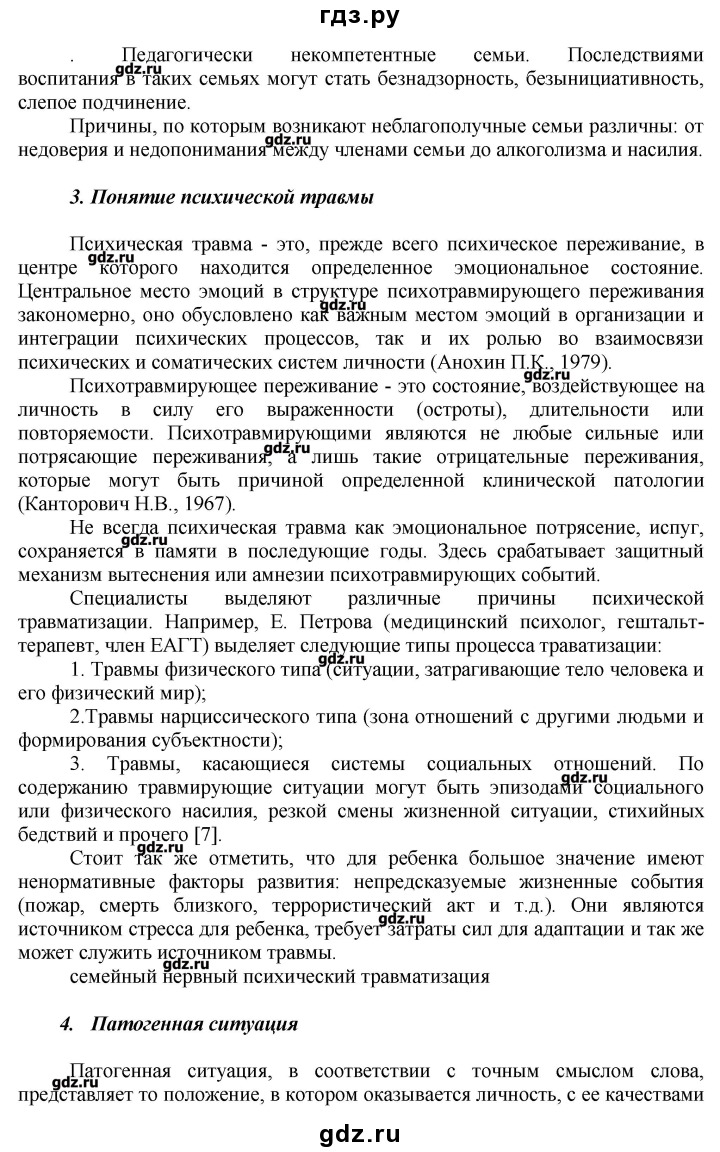 гдз.ру
. Педагогически некомпетентные семьи. Последствиями
воспитания в таких семьях могут стать безнадзорность, безынициативность,
слепое подчинение.
Причины, по которым возникают неблагополучные семьи различны: от
недоверия и недопонимания между членами семьи до алкоголизма и насилия.
3. Понятие психической травмы
Психическая травма - это, прежде всего психическое переживание, в
центре которого находится определенное эмоциональное состояние.
Центральное место эмоций в структуре психотравмирующего переживания
закономерно, оно обусловлено как важным местом эмоций в организации и
интеграции психических процессов, так и их ролью во взаимосвязи
психических и соматических систем личности (Анохин П.К., 1979).
Психотравмирующее переживание - это состояние, воздействующее на
личность в силу его выраженности (остроты), длительности или
повторяемости. Психотравмирующими являются не любые сильные или
потрясающие переживания, а лишь такие отрицательные переживания,
которые могут быть причиной определенной клинической патологии
(Канторович Н.В., 1967).
Не всегда психическая травма как эмоциональное потрясение, испуг,
сохраняется в памяти в последующие годы. Здесь срабатывает защитный
механизм вытеснения или амнезии психотравмирующих событий.
Специалисты выделяют различные причины психической
травматизации. Например, Е. Петрова (медицинский психолог, гештальт-
терапевт, член ЕАГТ) выделяет следующие типы процесса траватизации:
1. Травмы физического типа (ситуации, затрагивающие тело человека и
его физический мир);
2.Травмы нарциссического типа (зона отношений с другими людьми и
формирования субъектности);
3. Травмы, касающиеся системы социальных отношений. По
содержанию травмирующие ситуации могут быть эпизодами социального
или физического насилия, резкой смены жизненной ситуации, стихийных
бедствий и прочего [7].
Стоит так же отметить, что для ребенка большое значение имеют
ненормативные факторы развития: непредсказуемые жизненные события
(пожар, смерть близкого, террористический акт и т.д.). Они являются
источником стресса для ребенка, требует затраты сил для адаптации и так же
может служить источником травмы.
семейный нервный психический травматизация
4. Патогенная ситуация
Патогенная ситуация, в соответствии с точным смыслом слова,
представляет то положение, в котором оказывается личность, с ее качествами
gdz.ru